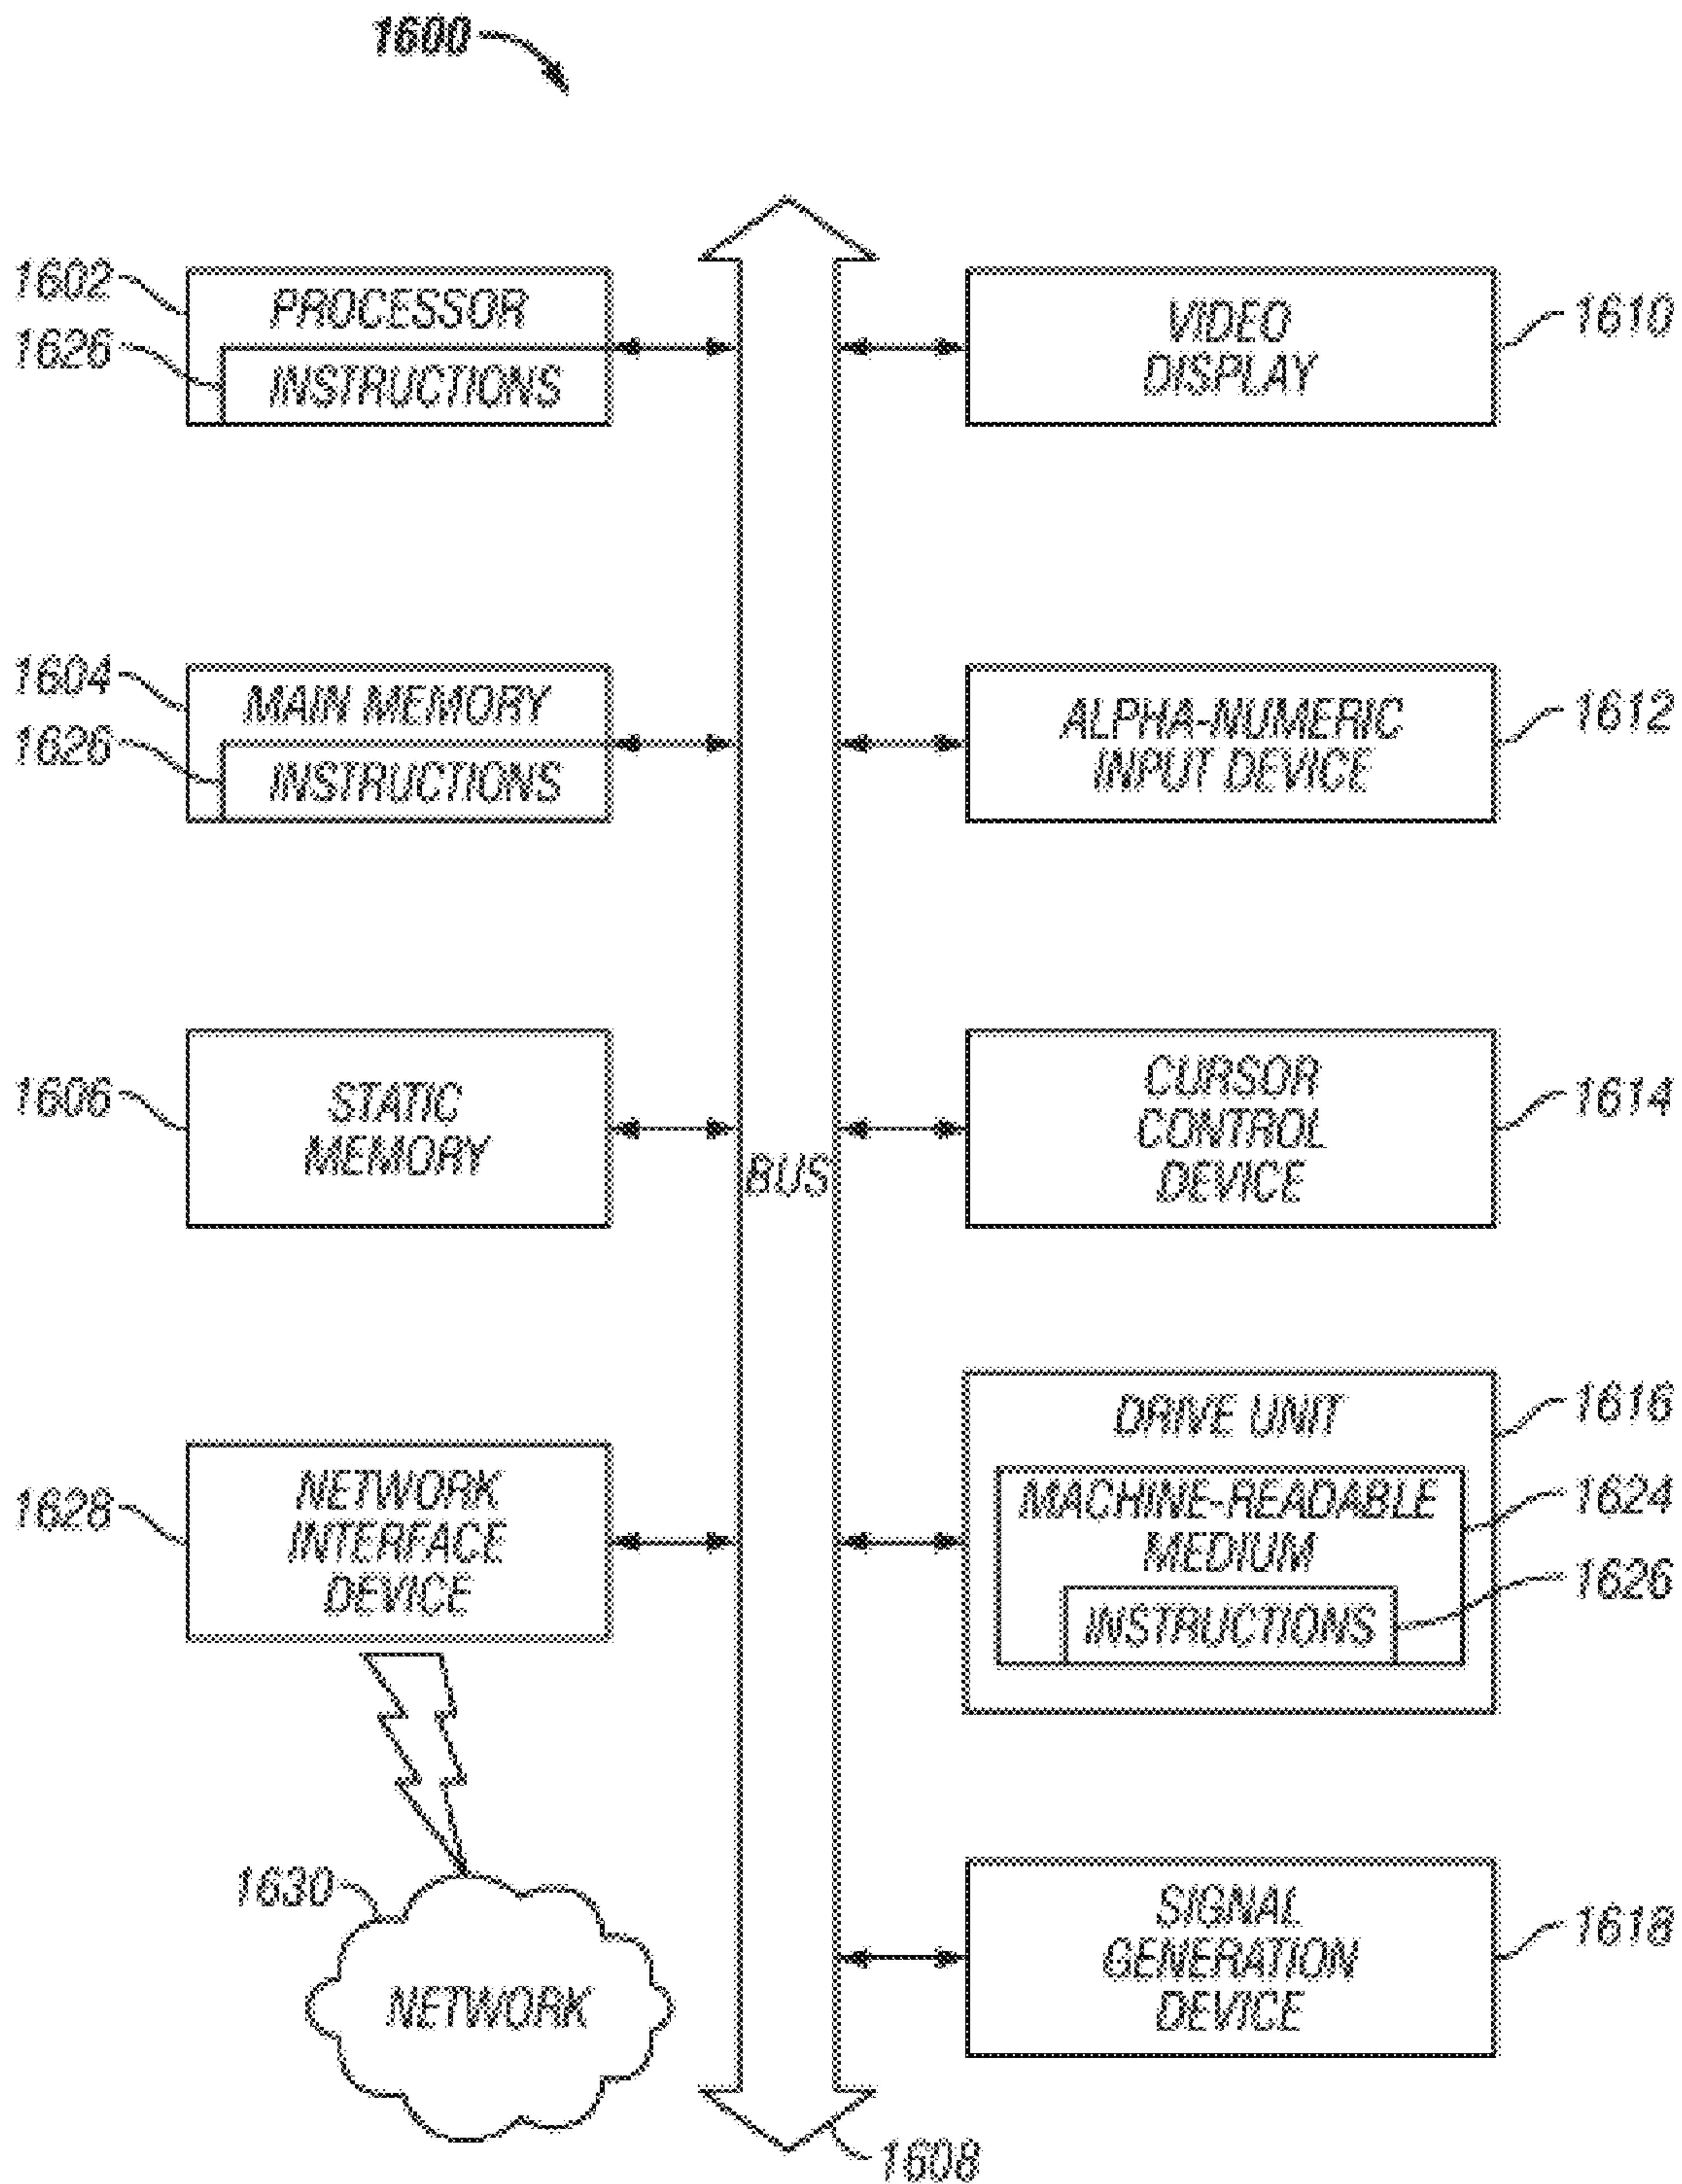 1600
1602
PROCESSOR
1626
INSTRUCTIONS
VIDEO
DISPLAY
1610
1604
MAIN MEMORY
1626
INSTRUCTIONS
ALPHA-NUMERIC
INPUT DEVICE
1612
1606
STATIC
MEMORY
BUS
CURSOR
CONTROL
DEVICE
1614
1628
NETWORK
INTERFACE
DEVICE
DRIVE UNIT
1616
MACHINE-READABLE
MEDIUM
1624
INSTRUCTIONS
1626
1630
NETWORK
SIGNAL
GENERATION
DEVICE
1618
1608